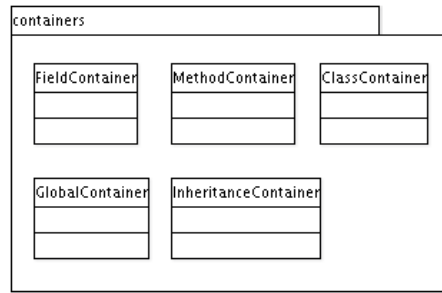 containers
FieldContainer
MethodContainer
ClassContainer
GlobalContainer
InheritanceContainer